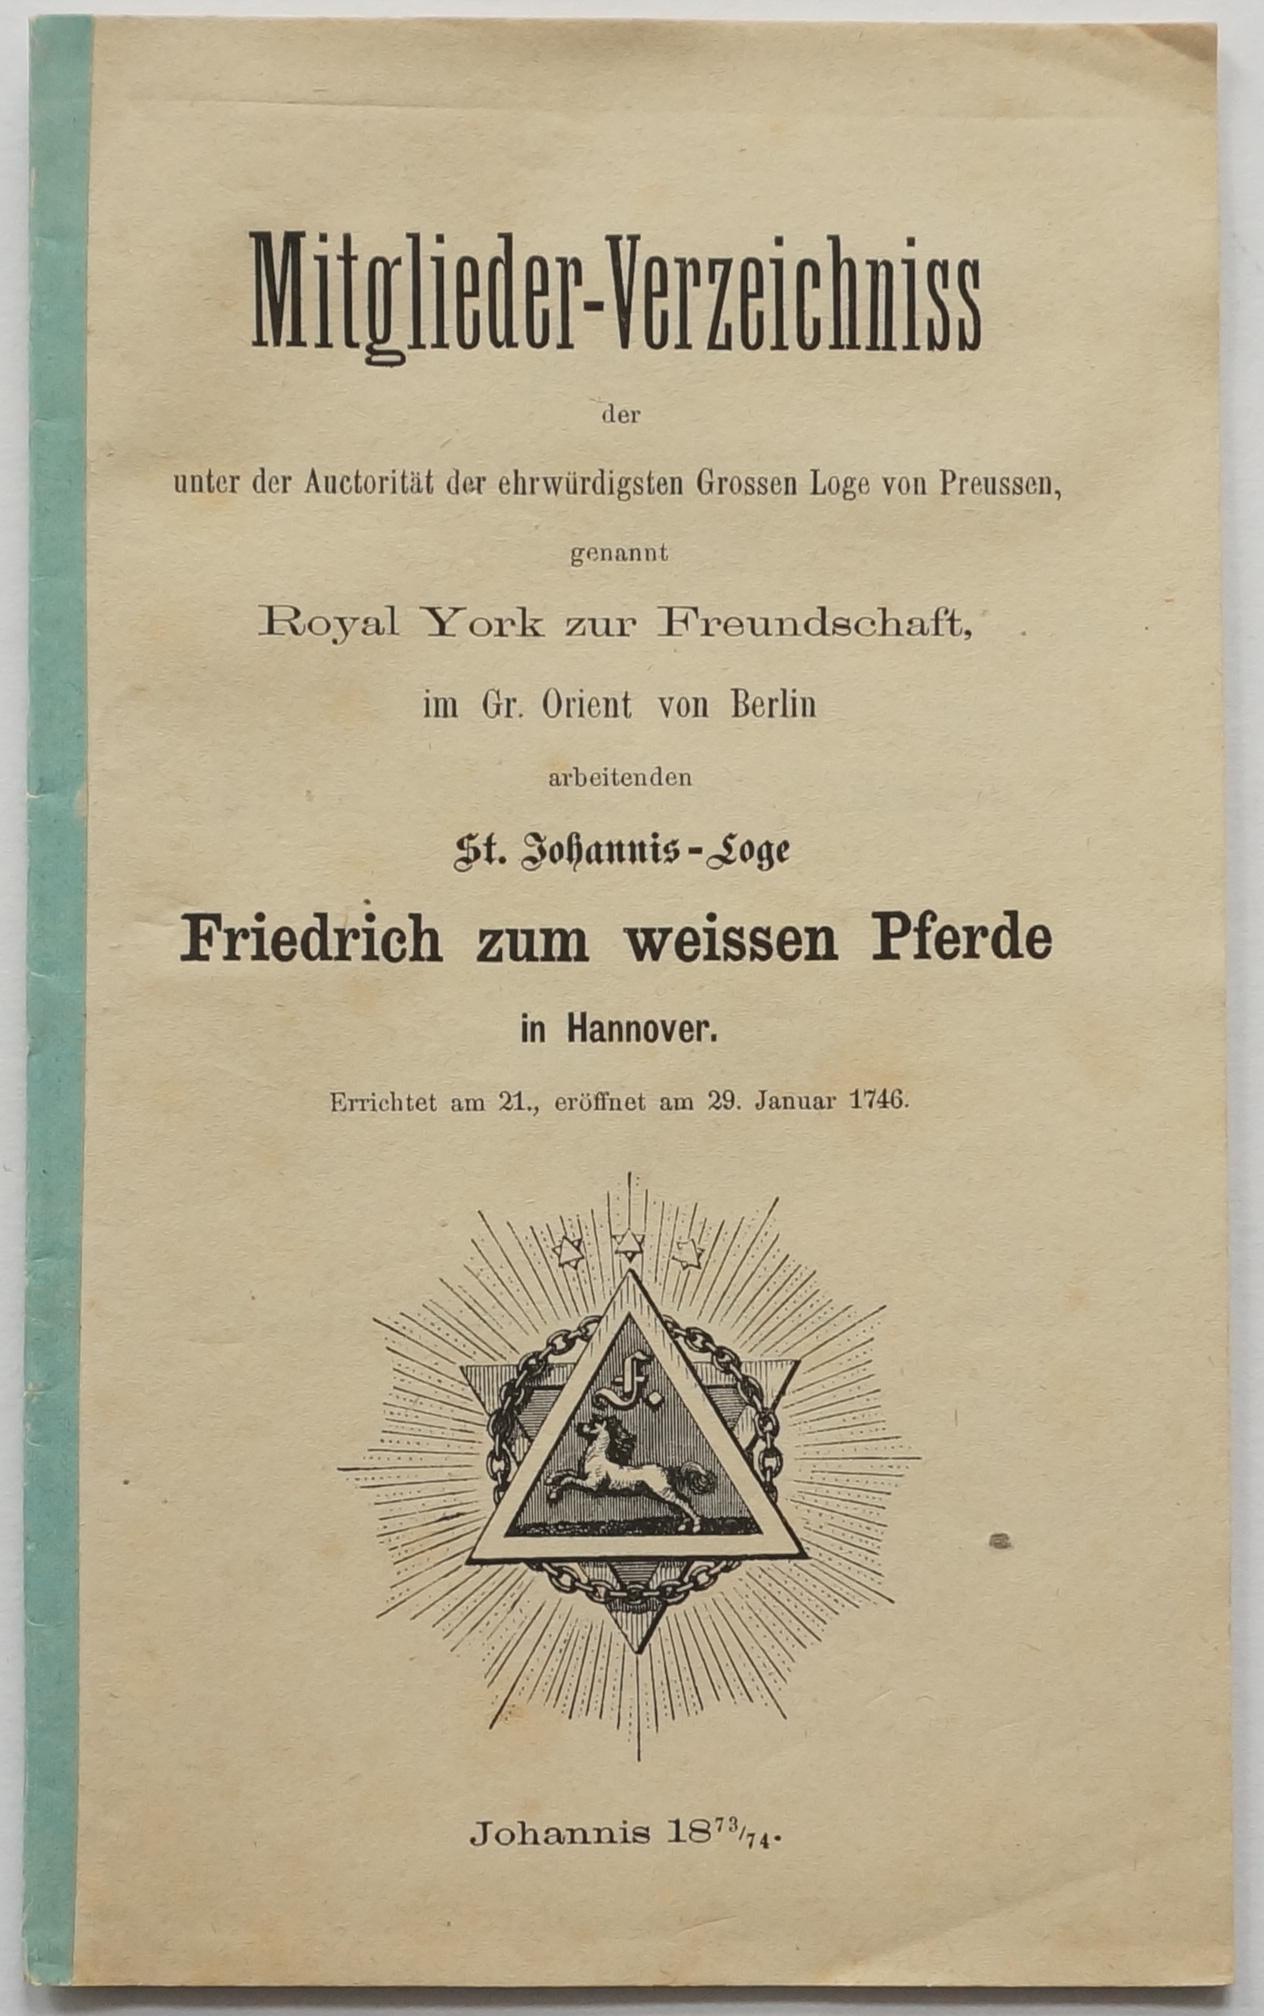 Mitglieder-Verzeichniss
der
unter der Auctorität der ehrwürdigsten Grossen Loge von Preussen,
genannt
Royal York zur Freundschaft,
im Gr. Orient von Berlin
arbeitenden
St. Johannis-Loge
Friedrich zum weissen Pferde
in Hannover.
Errichtet am 21., eröffnet am 29. Januar 1746.
F.
Johannis 18⁷³/₇₄.